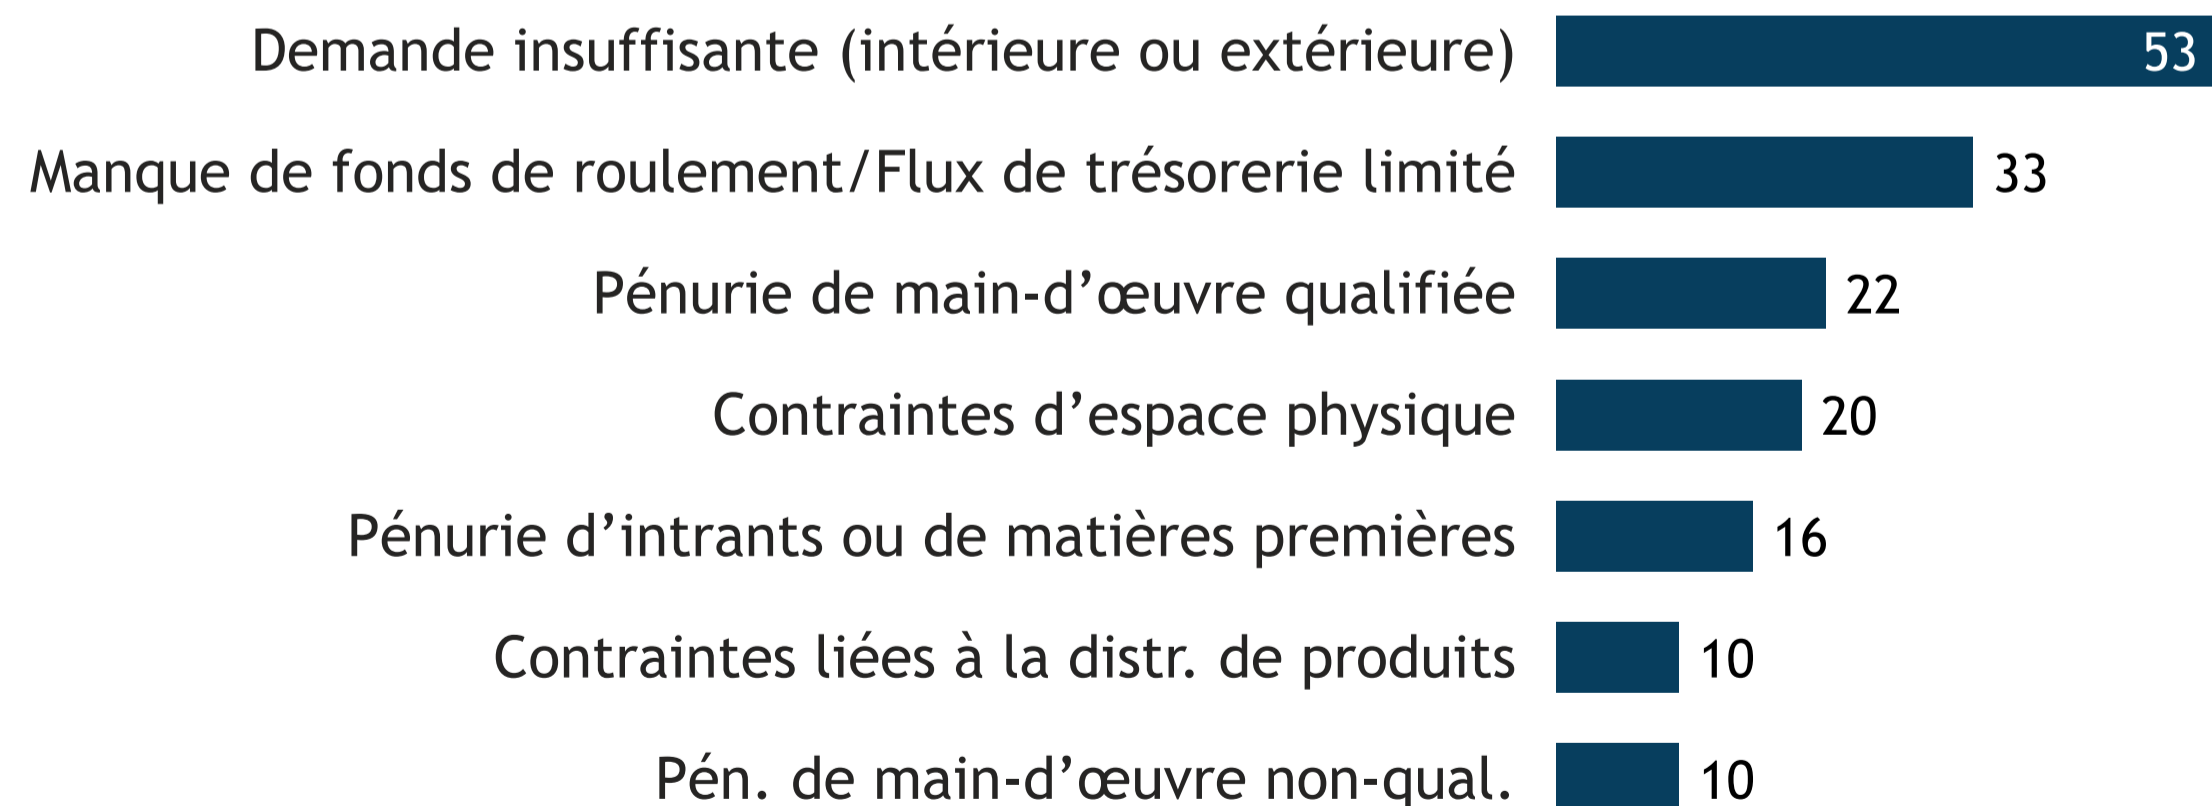 Demande insuffisante (intérieure ou extérieure) 53
Manque de fonds de roulement/Flux de trésorerie limité 33
Pénurie de main-d’œuvre qualifiée 22
Contraintes d’espace physique 20
Pénurie d’intrants ou de matières premières 16
Contraintes liées à la distr. de produits 10
Pén. de main-d’œuvre non-qual. 10